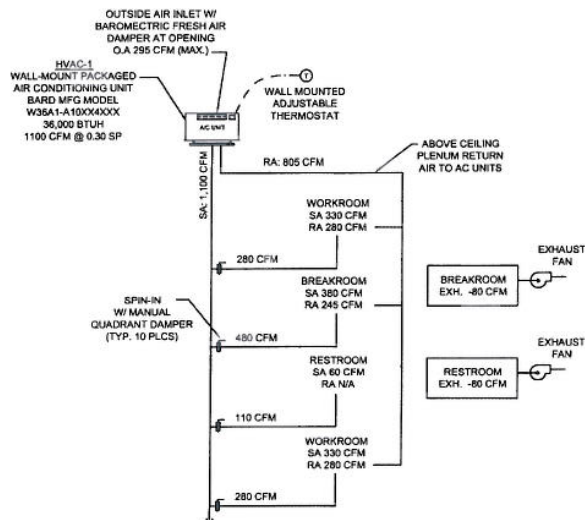 OUTSIDE AIR INLET W/
BAROMECTRIC FRESH AIR
DAMPER AT OPENING
O.A 295 CFM (MAX.)
HVAC-1
WALL-MOUNT PACKAGED
AIR CONDITIONING UNIT
BARD MFG MODEL
W36A1-A10XX4XXX
36,000 BTUH
1100 CFM @ 0.30 SP
T
WALL MOUNTED
ADJUSTABLE
THERMOSTAT
A/C UNIT
SA: 1,100 CFM
RA: 805 CFM
ABOVE CEILING
PLENUM RETURN
AIR TO AC UNITS
WORKROOM
SA 330 CFM
RA 280 CFM
280 CFM
BREAKROOM
SA 380 CFM
RA 245 CFM
SPIN-IN
W/ MANUAL
QUADRANT DAMPER
(TYP. 10 PLCS)
480 CFM
RESTROOM
SA 60 CFM
RA N/A
110 CFM
WORKROOM
SA 330 CFM
RA 280 CFM
280 CFM
EXHAUST
FAN
BREAKROOM
EXH. -80 CFM
EXHAUST
FAN
RESTROOM
EXH. -80 CFM